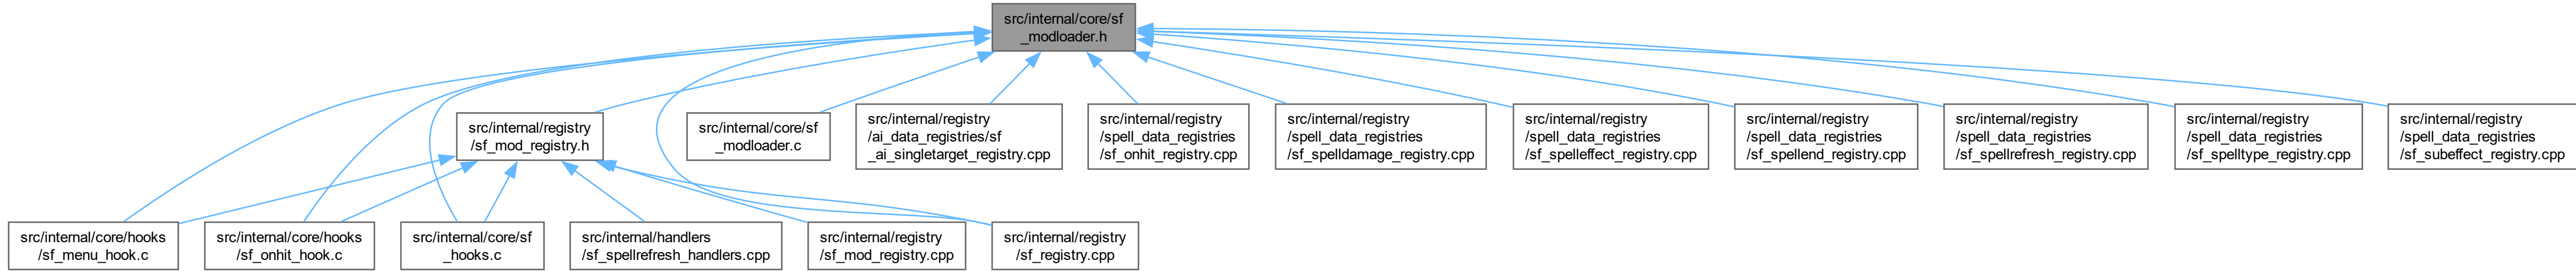 src/internal/core/sf
_modloader.h
src/internal/registry
/sf_mod_registry.h
src/internal/core/sf
_modloader.c
src/internal/registry
/ai_data_registries/sf
_ai_singletarget_registry.cpp
src/internal/registry
/spell_data_registries
/sf_onhit_registry.cpp
src/internal/registry
/spell_data_registries
/sf_spelldamage_registry.cpp
src/internal/registry
/spell_data_registries
/sf_spelleffect_registry.cpp
src/internal/registry
/spell_data_registries
/sf_spellend_registry.cpp
src/internal/registry
/spell_data_registries
/sf_spellrefresh_registry.cpp
src/internal/registry
/spell_data_registries
/sf_spelltype_registry.cpp
src/internal/registry
/spell_data_registries
/sf_subeffect_registry.cpp
src/internal/core/hooks
/sf_menu_hook.c
src/internal/core/hooks
/sf_onhit_hook.c
src/internal/core/sf
_hooks.c
src/internal/handlers
/sf_spellrefresh_handlers.cpp
src/internal/registry
/sf_mod_registry.cpp
src/internal/registry
/sf_registry.cpp